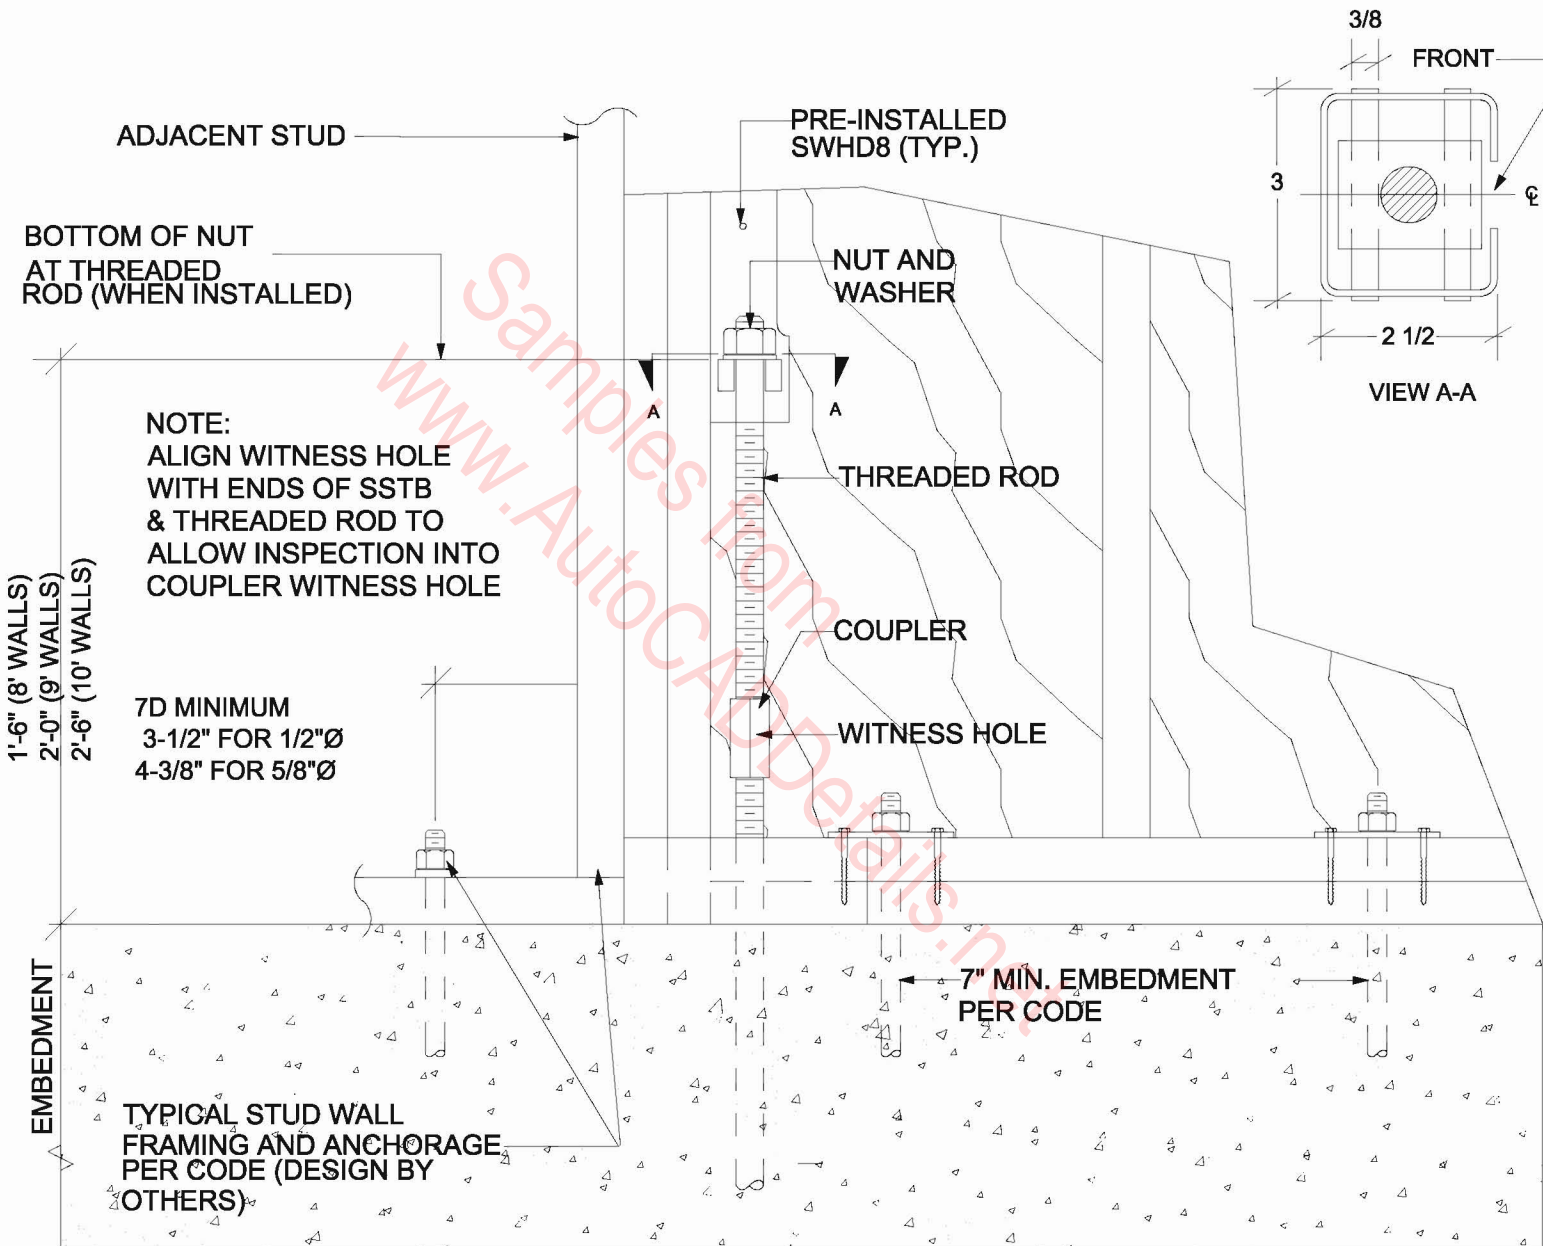 3/8
FRONT
ADJACENT STUD
PRE-INSTALLED
SWHD8 (TYP.)
3
℄
BOTTOM OF NUT
AT THREADED
ROD (WHEN INSTALLED)
NUT AND
WASHER
2 1/2
VIEW A-A
A
A
NOTE:
ALIGN WITNESS HOLE
WITH ENDS OF SSTB
& THREADED ROD TO
ALLOW INSPECTION INTO
COUPLER WITNESS HOLE
THREADED ROD
1'-6" (8' WALLS)
2'-0" (9' WALLS)
2'-6" (10' WALLS)
COUPLER
7D MINIMUM
3-1/2" FOR 1/2"Ø
4-3/8" FOR 5/8"Ø
WITNESS HOLE
EMBEDMENT
7" MIN. EMBEDMENT
PER CODE
TYPICAL STUD WALL
FRAMING AND ANCHORAGE
PER CODE (DESIGN BY
OTHERS)
Samples from
www.AutoCADDetails.net